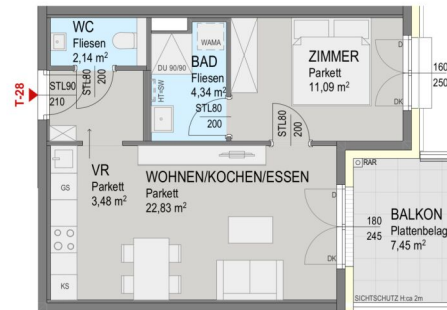 WC
Fliesen
2,14 m²
STL80
200
WAMA
DU 90/90
HT+SW
BAD
Fliesen
4,34 m²
STL80
200
ZIMMER
Parkett
11,09 m²
D
DK
160
250
T-28
STL90
210
STL80
200
VR
Parkett
3,48 m²
GS
KS
WOHNEN/KOCHEN/ESSEN
Parkett
22,83 m²
D
DK
180
245
RAR
BALKON
Plattenbelag
7,45 m²
SICHTSCHUTZ H:ca 2m